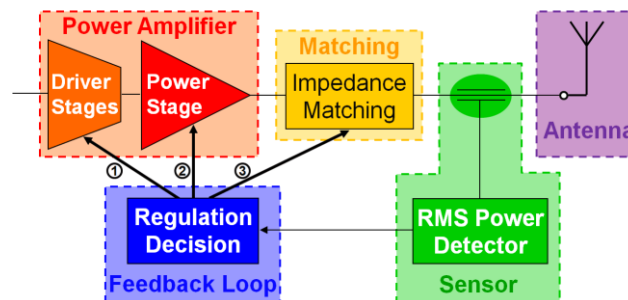 Power Amplifier
Driver
Stages
Power
Stage
Matching
Impedance
Matching
Antenna
①
②
③
Regulation
Decision
Feedback Loop
RMS Power
Detector
Sensor